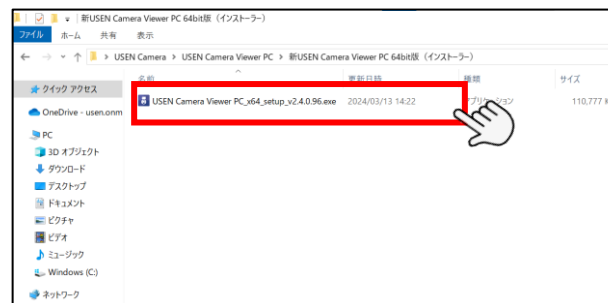 新USEN Camera Viewer PC 64bit版（インストーラー）
ファイル ホーム 共有 表示
USEN Camera > USEN Camera Viewer PC > 新USEN Camera Viewer PC 64bit版（インストーラー）
名前 更新日時 種類 サイズ
クイック アクセス
USEN Camera Viewer PC_x64_setup_v2.4.0.96.exe 2024/03/13 14:22 アプリケーション 110,777 K
OneDrive - usen.onm
PC
3D オブジェクト
ダウンロード
デスクトップ
ドキュメント
ピクチャ
ビデオ
ミュージック
Windows (C:)
ネットワーク